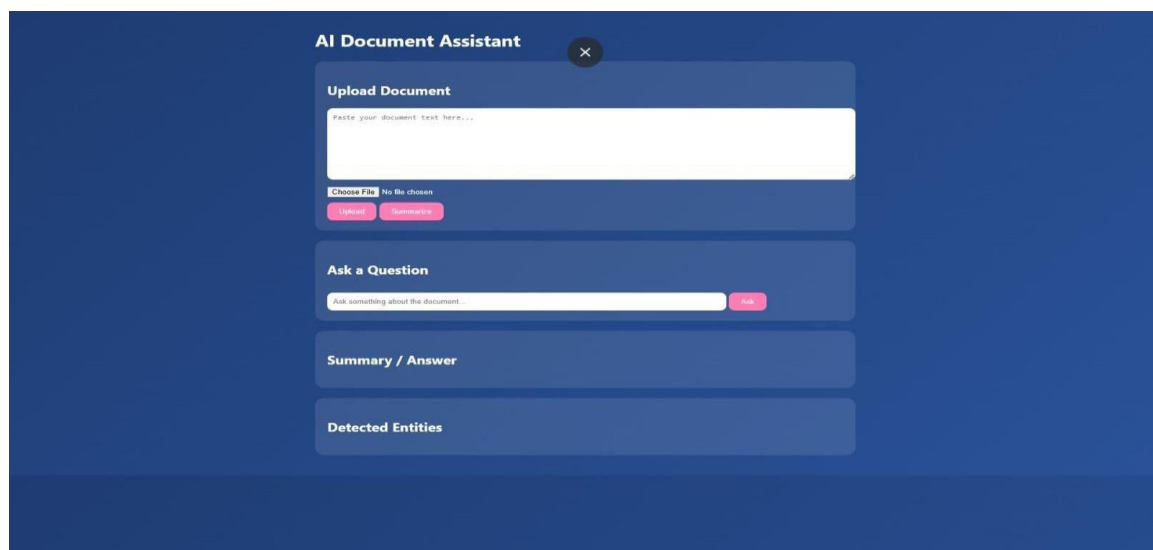 AI Document Assistant
Upload Document
Paste your document text here...
Choose File No file chosen
Upload Summarize
Ask a Question
Ask something about the document...
Ask
Summary / Answer
Detected Entities